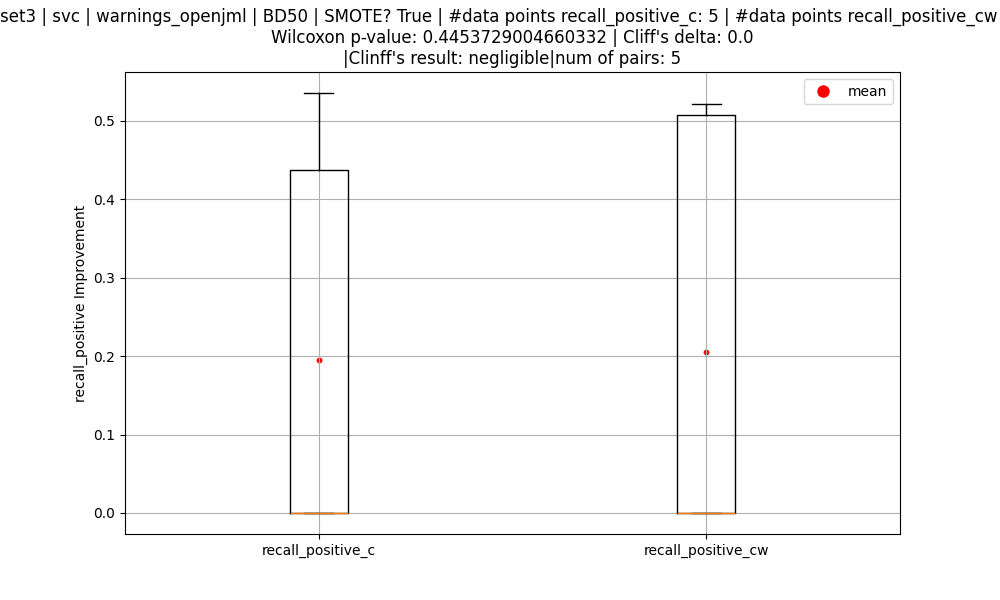 set3 | svc | warnings_openjml | BD50 | SMOTE? True | #data points recall_positive_c: 5 | #data points recall_positive_cw
Wilcoxon p-value: 0.4453729004660332 | Cliff's delta: 0.0
|Clinff's result: negligible|num of pairs: 5
mean
0.5
0.4
0.3
0.2
0.1
0.0
recall_positive Improvement
recall_positive_c
recall_positive_cw